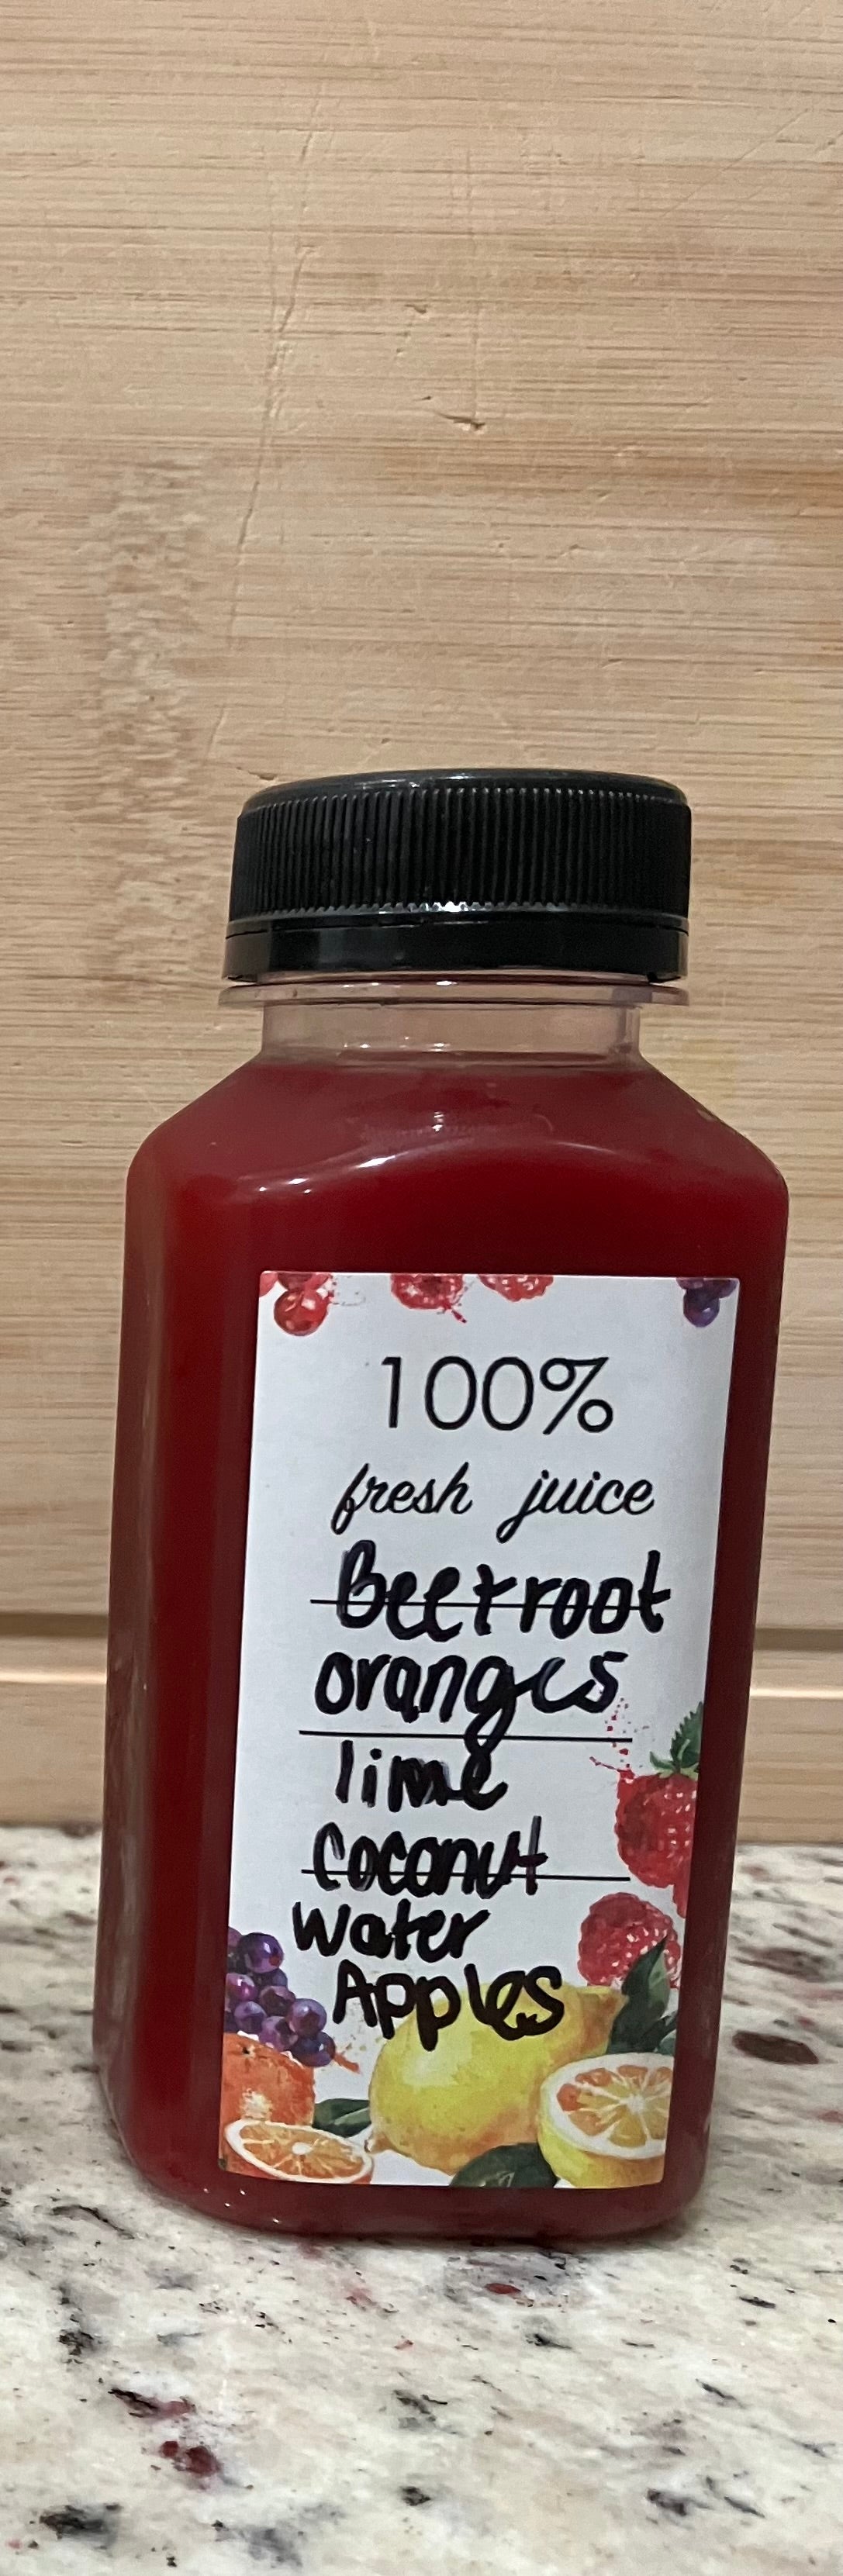 100%
fresh juice
Beetroot
oranges
lime
coconut
water
Apples